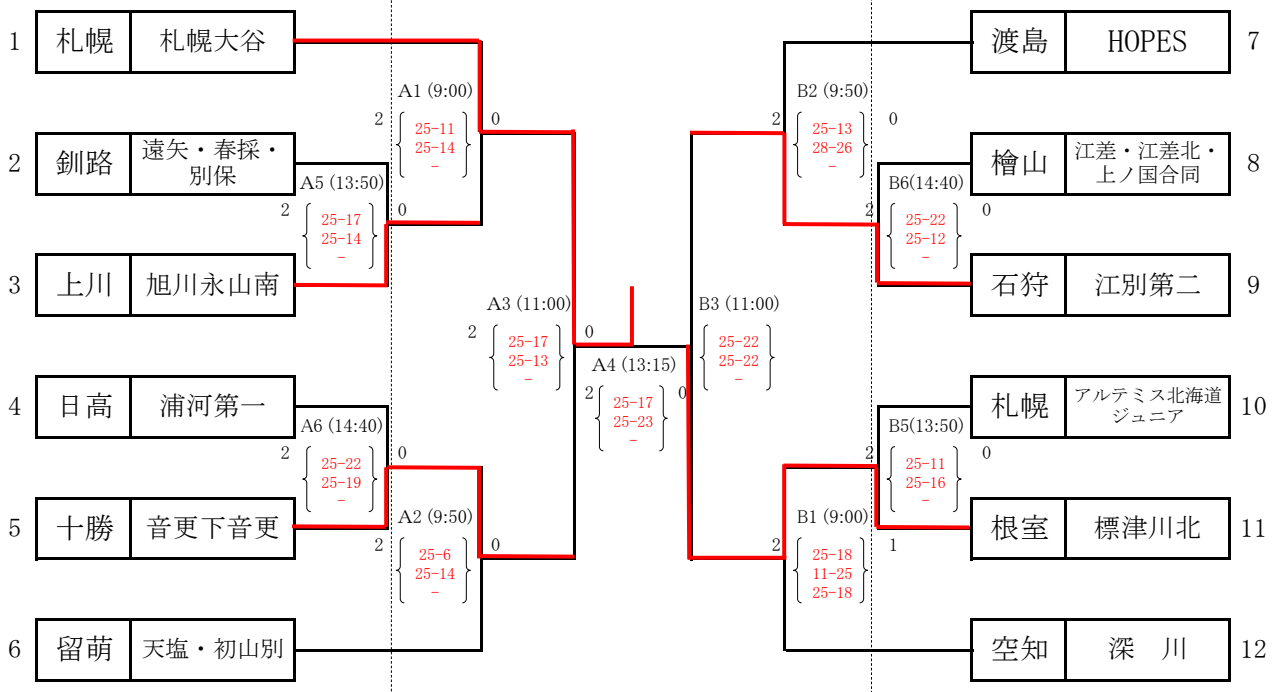 1 札幌 札幌大谷
2 釧路 遠矢・春採・
別保
3 上川 旭川永山南
4 日高 浦河第一
5 十勝 音更下音更
6 留萌 天塩・初山別
A5 (13:50)
2 0
25-17
25-14
-
A6 (14:40)
2 0
25-22
25-19
-
A1 (9:00)
2 0
25-11
25-14
-
A2 (9:50)
2 0
25-6
25-14
-
A3 (11:00)
2 0
25-17
25-13
-
A4 (13:15)
2 0
25-17
25-23
-
B3 (11:00)
25-22
25-22
-
B2 (9:50)
2 0
25-13
28-26
-
B1 (9:00)
2 1
25-18
11-25
25-18
B6(14:40)
2 0
25-22
25-12
-
B5(13:50)
2 0
25-11
25-16
-
渡島 HOPES 7
檜山 江差・江差北・ 8
上ノ国合同
石狩 江別第二 9
札幌 アルテミス北海道 10
ジュニア
根室 標津川北 11
空知 深 川 12